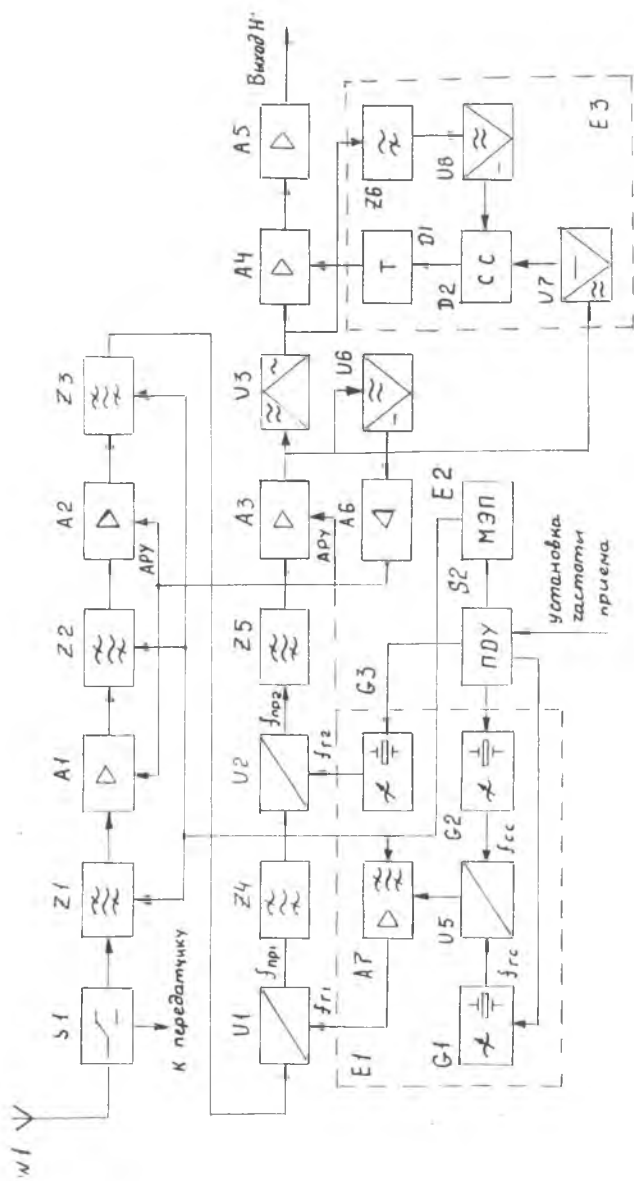 W1
S1
Z1
A1
Z2
A2
Z3
К передатчику
АРУ
U1
fпр1
Z4
U2
fпр2
Z5
A3
U3
A4
A5
Выход НЧ
fг1
fг2
АРУ
A6
U6
E1
A7
G3
G1
fгс
U5
fсс
G2
ПДУ
S2
МЭП
E2
установка
частоты
приема
T
D1
D2
CC
U7
Z6
U8
E3